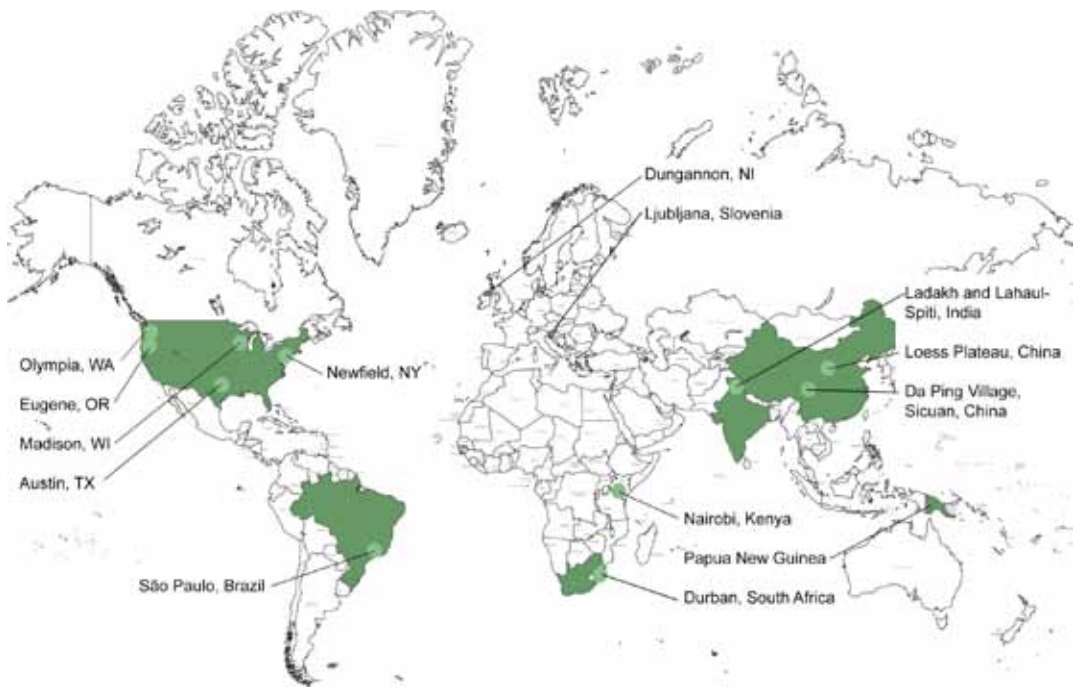 Dungannon, NI
Ljubljana, Slovenia
Ladakh and Lahaul-
Spiti, India
Olympia, WA
Newfield, NY
Loess Plateau, China
Eugene, OR
Da Ping Village,
Sicuan, China
Madison, WI
Austin, TX
Nairobi, Kenya
Papua New Guinea
São Paulo, Brazil
Durban, South Africa